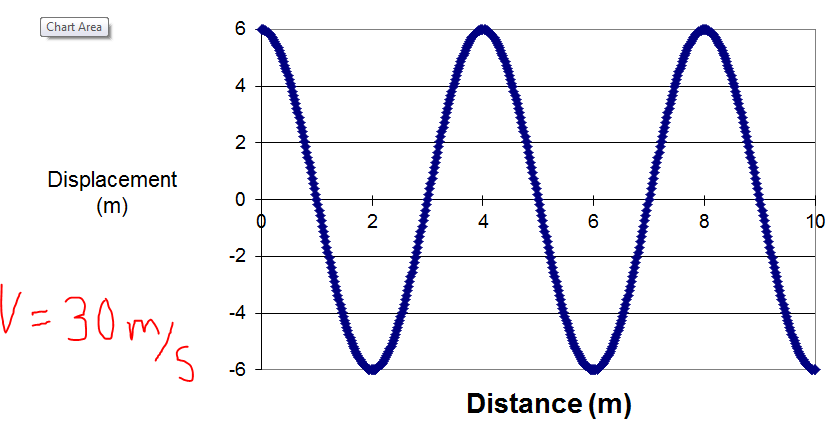 Chart Area
6
4
2
0
-2
-4
-6
0 2 4 6 8 10
Displacement
(m)
V = 30 m/s
Distance (m)